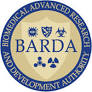 BIOMEDICAL ADVANCED RESEARCH
AND DEVELOPMENT AUTHORITY
BARDA